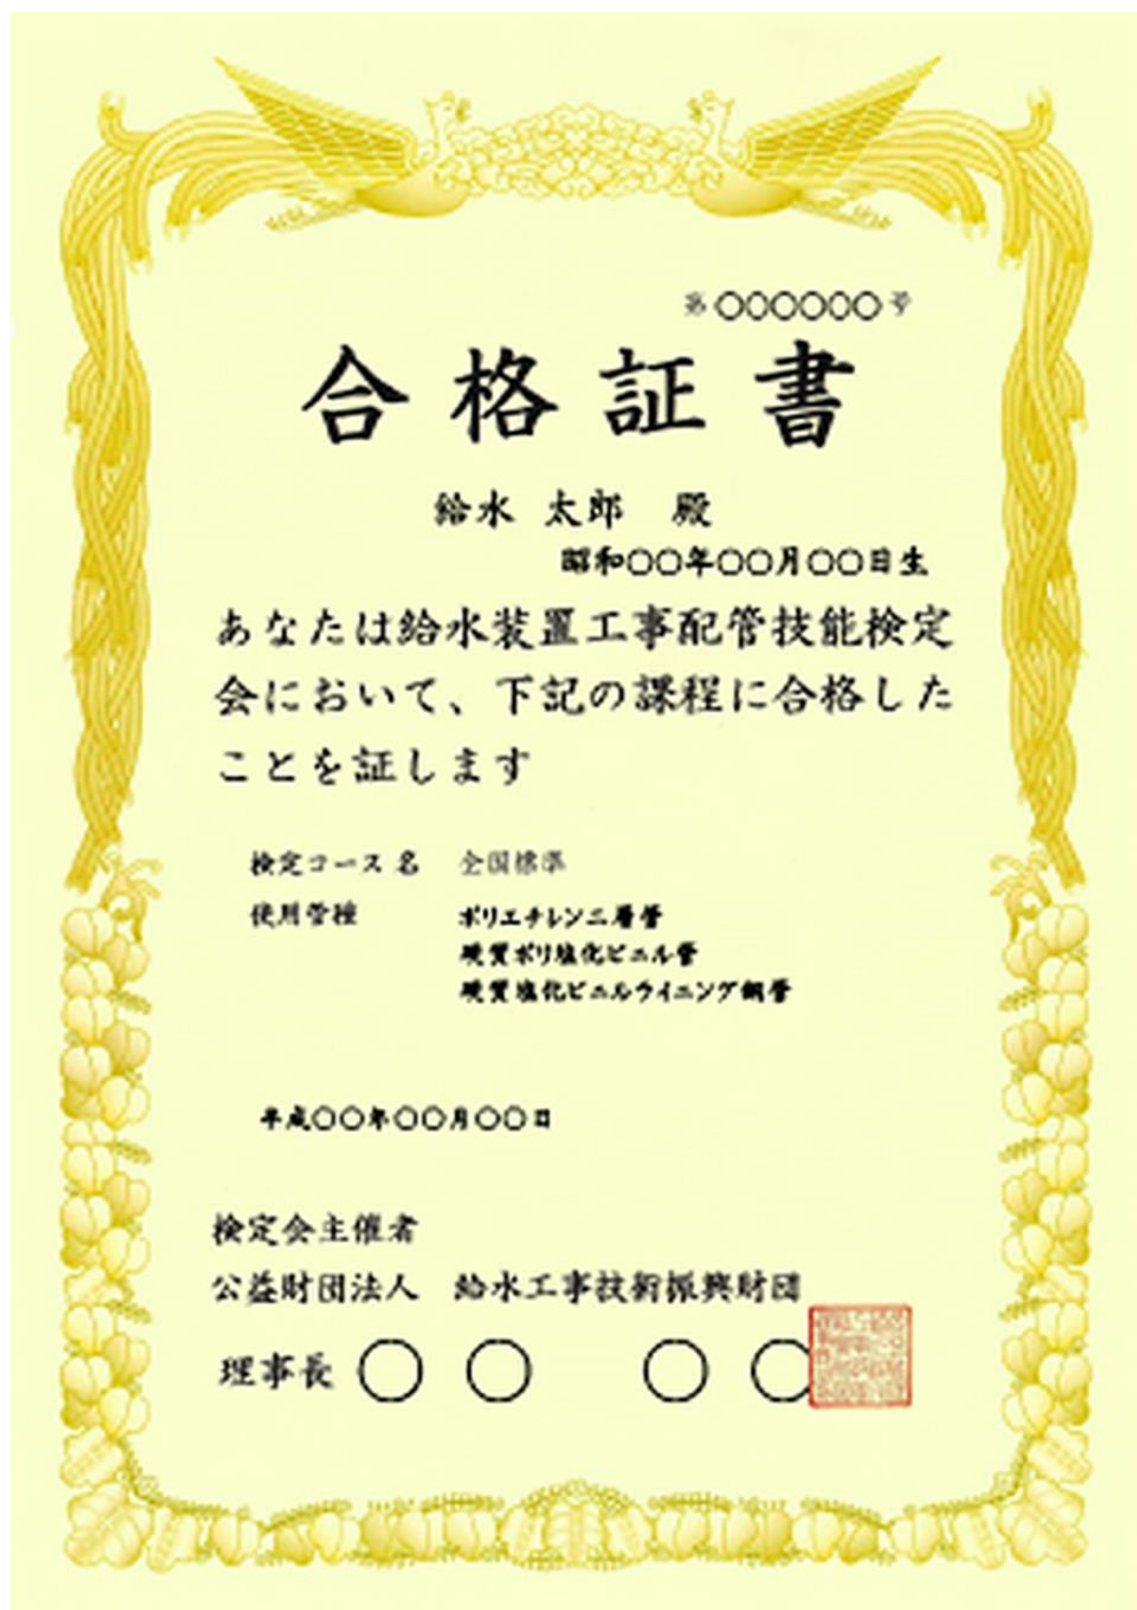 第○○○○○○号
合格証書
給水 太郎 殿
昭和○○年○○月○○日生
あなたは給水装置工事配管技能検定
会において、下記の課程に合格した
ことを証します
検定コース名 全国標準
使用管種 ポリエチレン二層管
硬質ポリ塩化ビニル管
硬質塩化ビニルライニング鋼管
平成○○年○○月○○日
検定会主催者
公益財団法人 給水工事技術振興財団
理事長 ○ ○ ○ ○